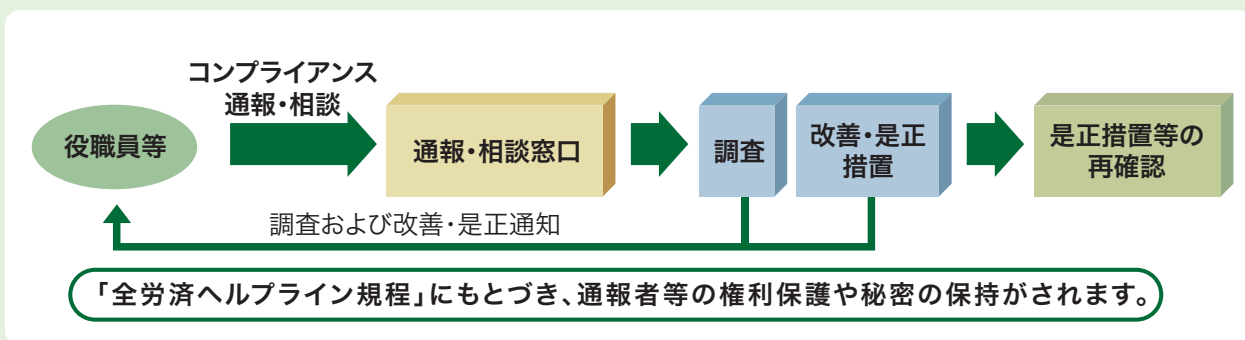 コンプライアンス
通報・相談
役職員等
通報・相談窓口
調査
改善・是正
措置
是正措置等の
再確認
調査および改善・是正通知
「全労済ヘルプライン規程」にもとづき、通報者等の権利保護や秘密の保持がされます。